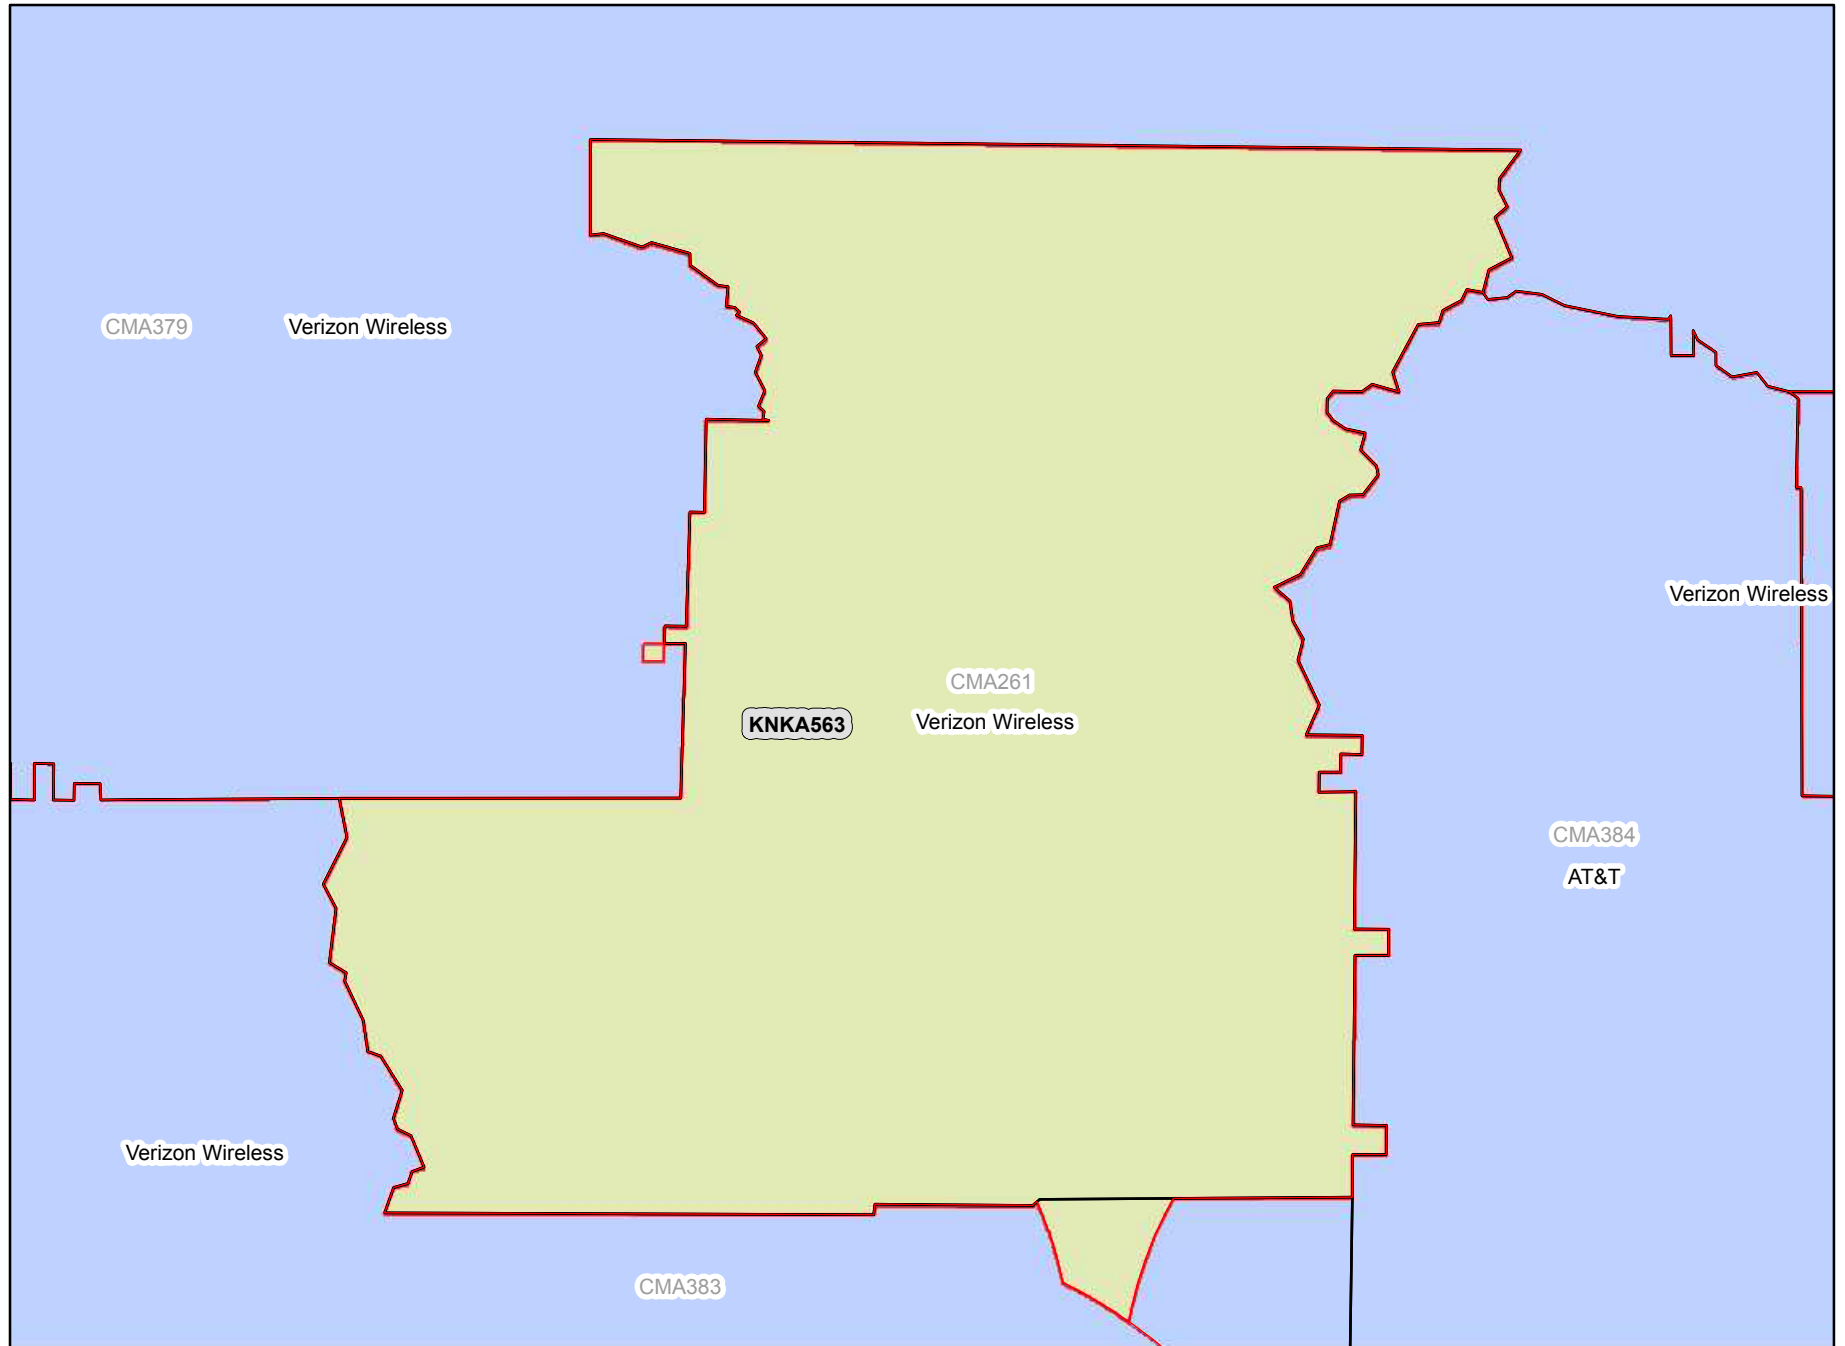 CMA379
Verizon Wireless
Verizon Wireless
CMA261
KNKA563
Verizon Wireless
CMA384
AT&T
Verizon Wireless
CMA383